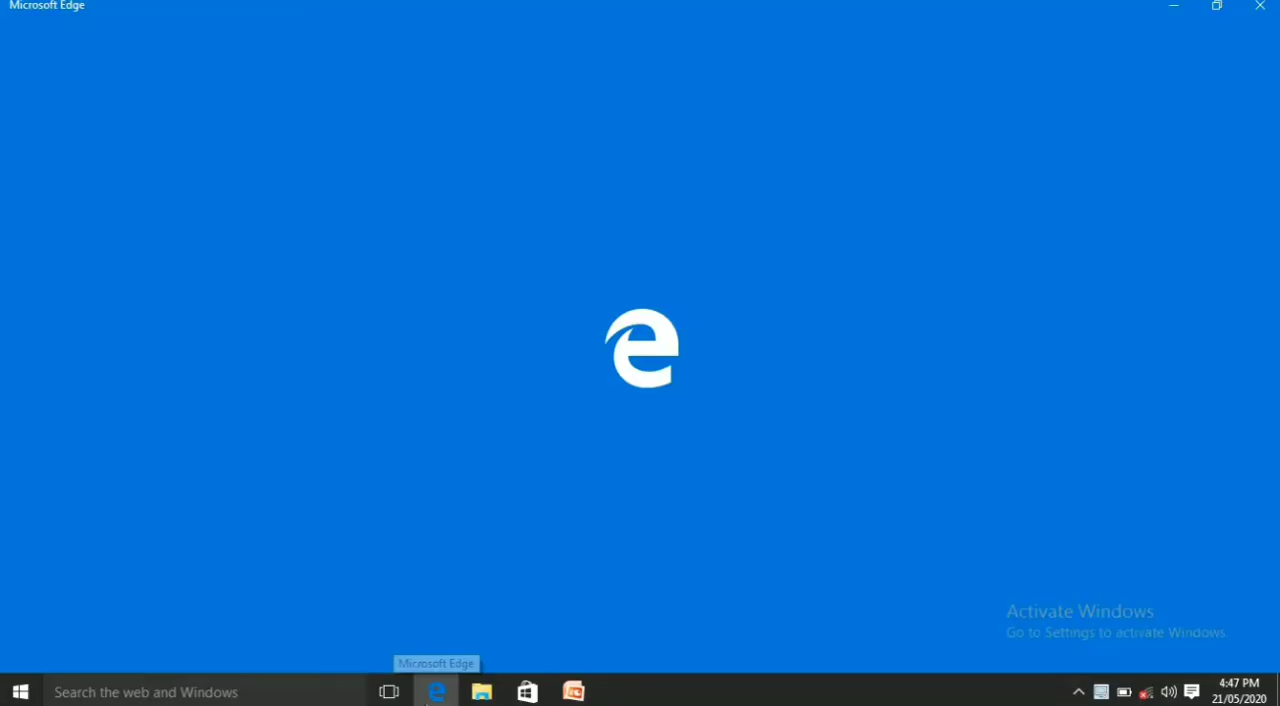 Microsoft Edge
Activate Windows
Go to Settings to activate Windows.
Microsoft Edge
Search the web and Windows
4:47 PM
21/05/2020